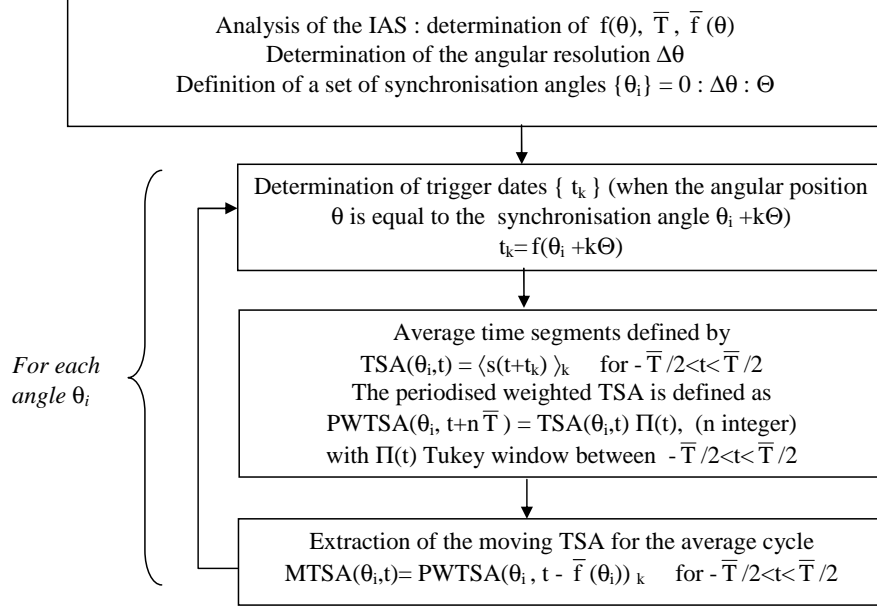 Analysis of the IAS : determination of f(θ), T̅ , f̅ (θ)
Determination of the angular resolution Δθ
Definition of a set of synchronisation angles {θi} = 0 : Δθ : Θ
Determination of trigger dates { tk } (when the angular position
θ is equal to the synchronisation angle θi +kΘ)
tk= f(θi +kΘ)
Average time segments defined by
TSA(θi,t) = ⟨s(t+tk) ⟩k for - T̅ /2<t< T̅ /2
The periodised weighted TSA is defined as
PWTSA(θi, t+n T̅ ) = TSA(θi,t) Π(t), (n integer)
with Π(t) Tukey window between - T̅ /2<t< T̅ /2
For each
angle θi
Extraction of the moving TSA for the average cycle
MTSA(θi,t)= PWTSA(θi , t - f̅ (θi)) k for - T̅ /2<t< T̅ /2